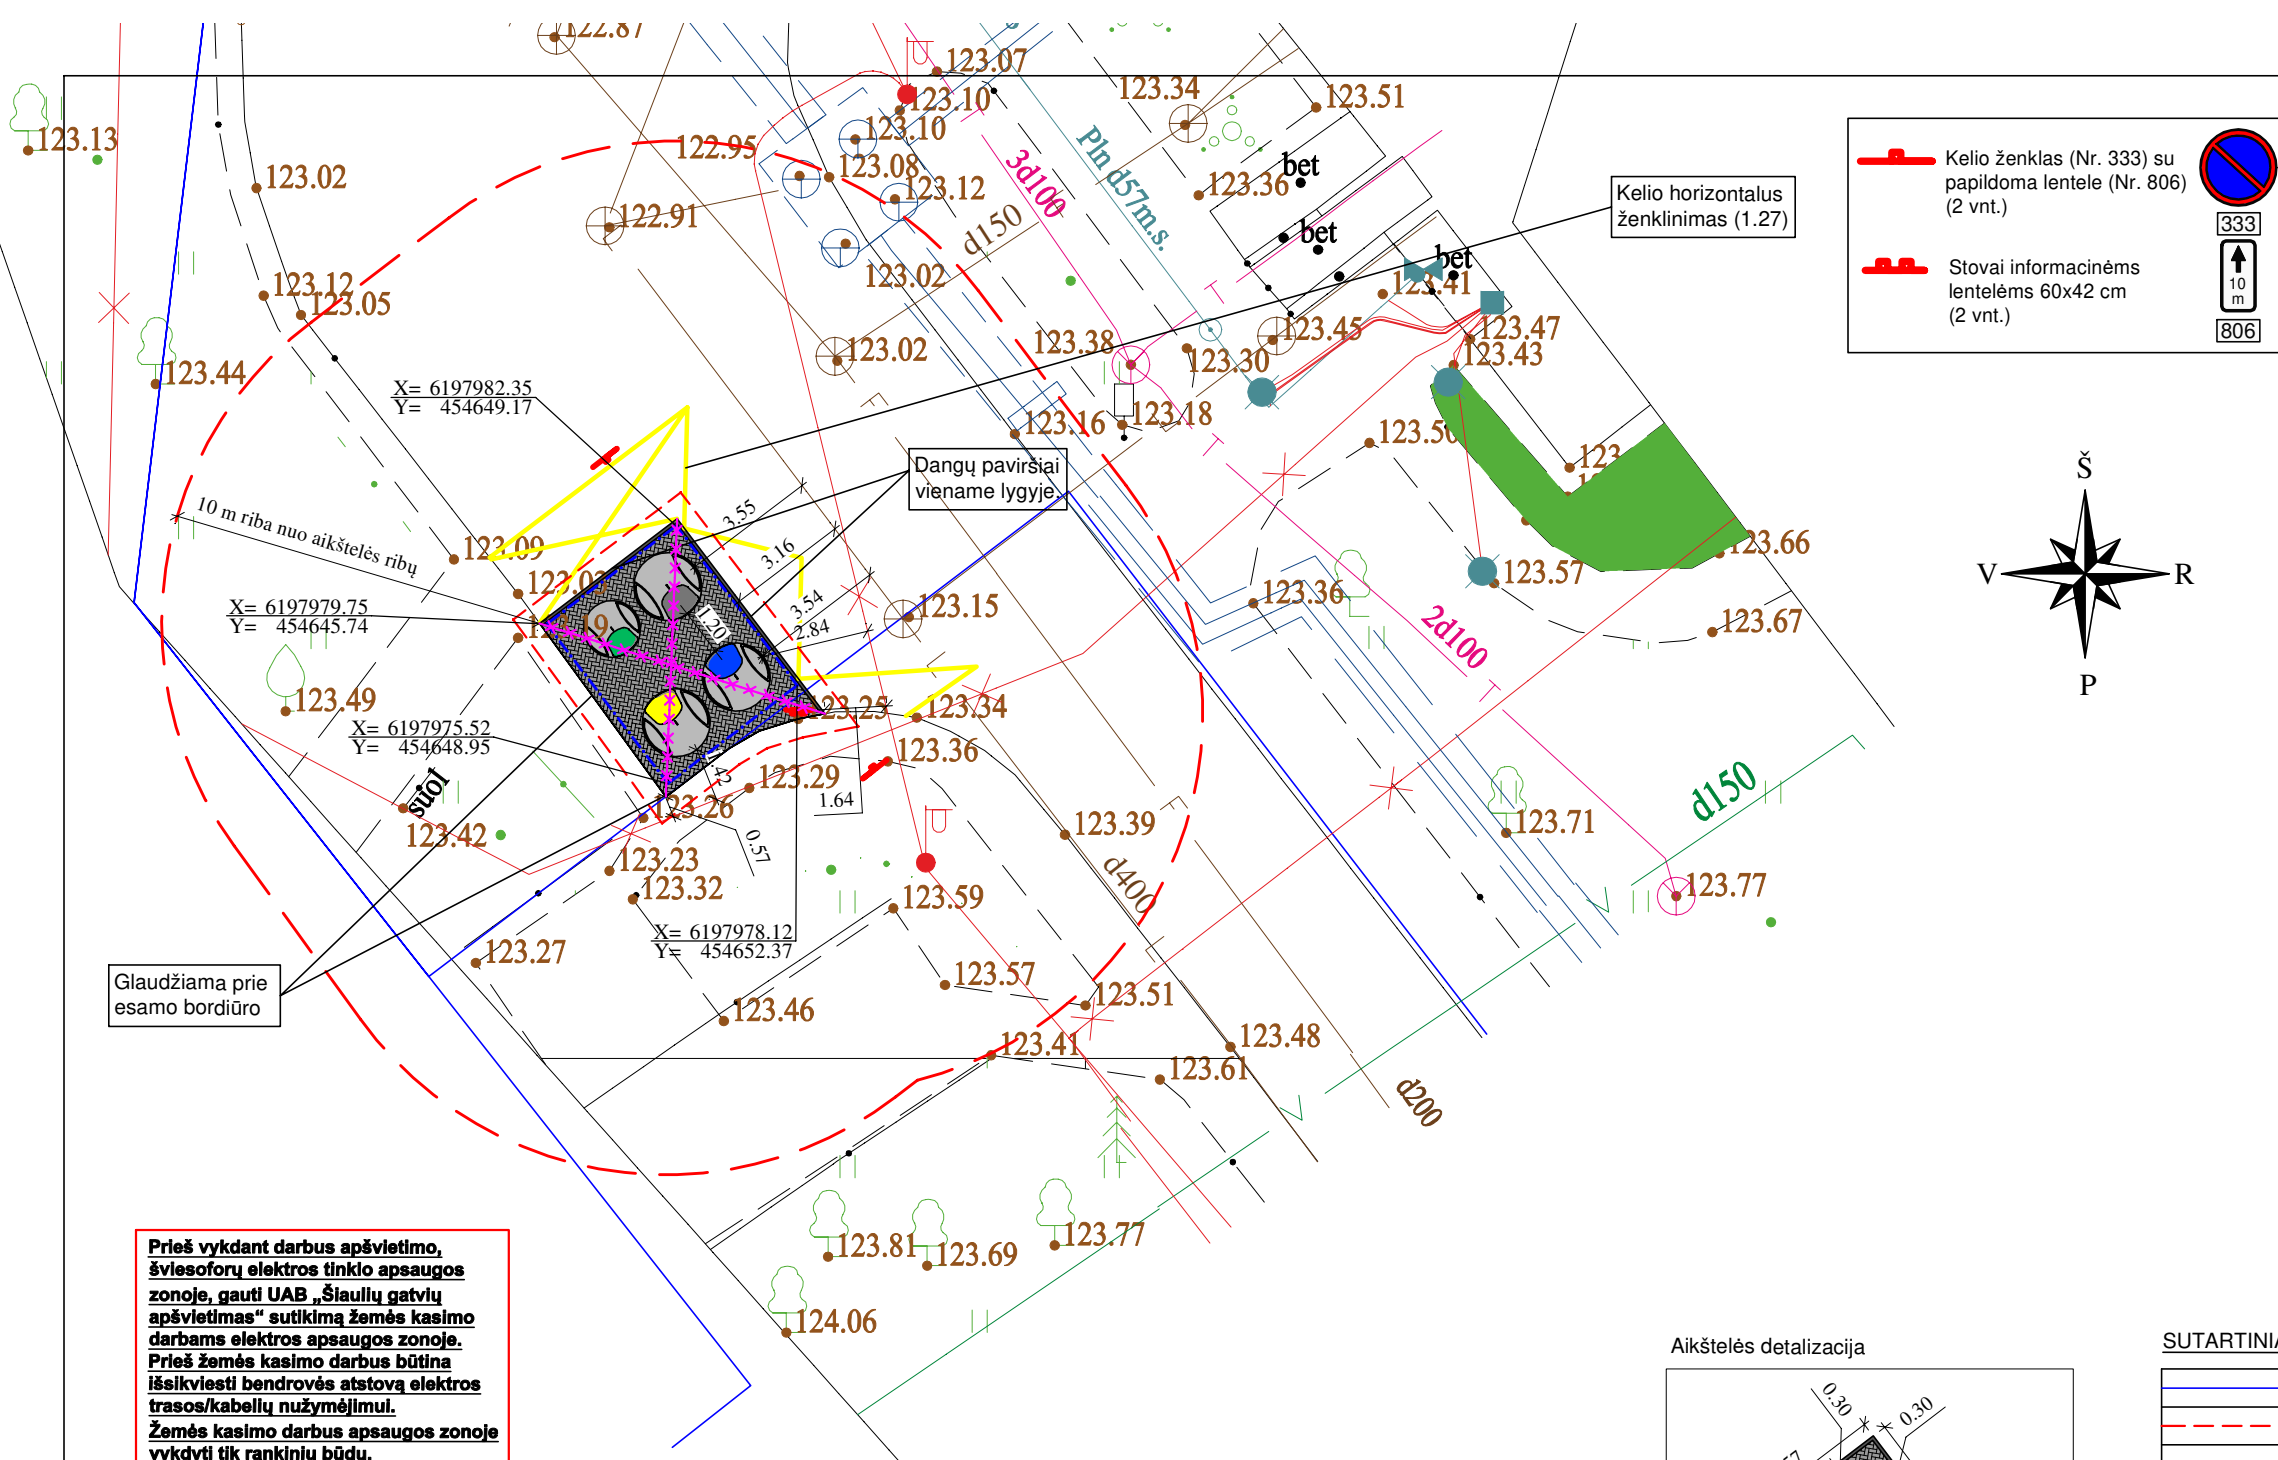 122.87
123.07
123.10
123.10
123.34
123.51
123.13
123.02
122.95
123.08
123.12
3d100
Pln d57m.s.
123.36
bet
bet
bet
Kelio horizontalus
ženklinimas (1.27)
Kelio ženklas (Nr. 333) su
papildoma lentele (Nr. 806)
(2 vnt.)
333
Stovai informacinėms
lentelėms 60x42 cm
(2 vnt.)
10
m
806
122.91
d150
123.02
123.12
123.05
123.41
123.45
123.47
123.43
123.44
123.02
123.38
123.30
X= 6197982.35
Y= 454649.17
123.16
123.18
123.50
Dangų paviršiai
viename lygyje.
Š
V
R
P
10 m riba nuo aikštelės ribų
3.55
3.16
3.54
2.84
1.20
123.09
123.66
123.57
X= 6197979.75
Y= 454645.74
123.15
123.36
2d100
123.67
123.49
X= 6197975.52
Y= 454648.95
123.25
123.34
123.36
123.29
1.64
0.57
suol
123.42
123.26
123.23
123.32
123.39
d400
123.71
d150
123.77
123.59
X= 6197978.12
Y= 454652.37
123.27
123.57
123.51
Glaudžiama prie
esamo bordiūro
123.46
123.41
123.48
123.61
d200
123.81
123.69
123.77
124.06
Prieš vykdant darbus apšvietimo,
šviesoforų elektros tinklo apsaugos
zonoje, gauti UAB „Šiaulių gatvių
apšvietimas“ sutikimą žemės kasimo
darbams elektros apsaugos zonoje.
Prieš žemės kasimo darbus būtina
išsikviesti bendrovės atstovą elektros
trasos/kabelių nužymėjimui.
Žemės kasimo darbus apsaugos zonoje
vykdyti tik rankiniu būdu.
Aikštelės detalizacija
0.30
0.30